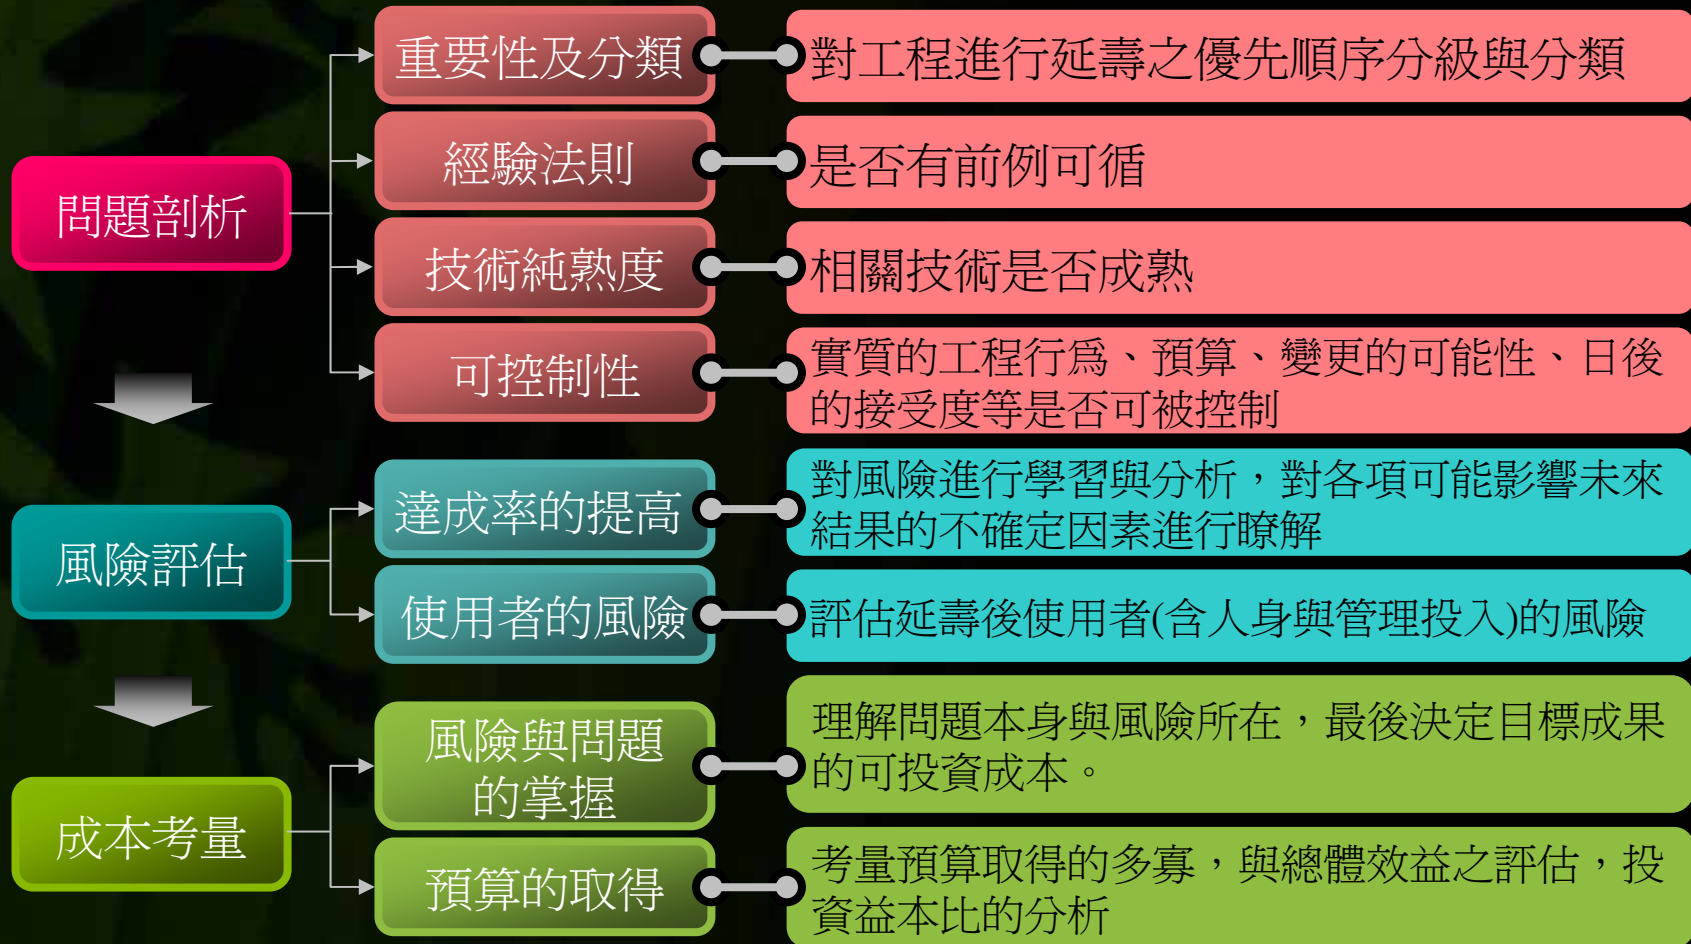 問題剖析
重要性及分類
對工程進行延壽之優先順序分級與分類
經驗法則
是否有前例可循
技術純熟度
相關技術是否成熟
可控制性
實質的工程行為、預算、變更的可能性、日後
的接受度等是否可被控制
風險評估
達成率的提高
對風險進行學習與分析，對各項可能影響未來
結果的不確定因素進行瞭解
使用者的風險
評估延壽後使用者(含人身與管理投入)的風險
成本考量
風險與問題
的掌握
理解問題本身與風險所在，最後決定目標成果
的可投資成本。
預算的取得
考量預算取得的多寡，與總體效益之評估，投
資益本比的分析